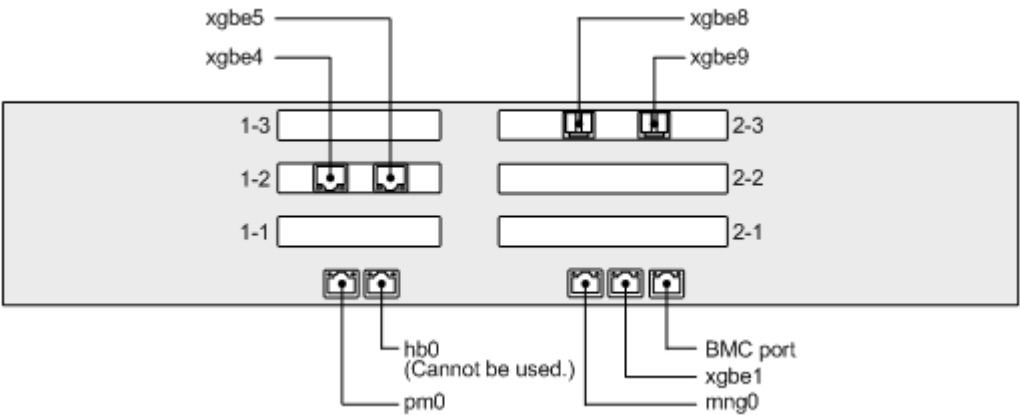 xgbe5
xgbe8
xgbe4
xgbe9
1-3
2-3
1-2
2-2
1-1
2-1
hb0
(Cannot be used.)
BMC port
xgbe1
pm0
mng0